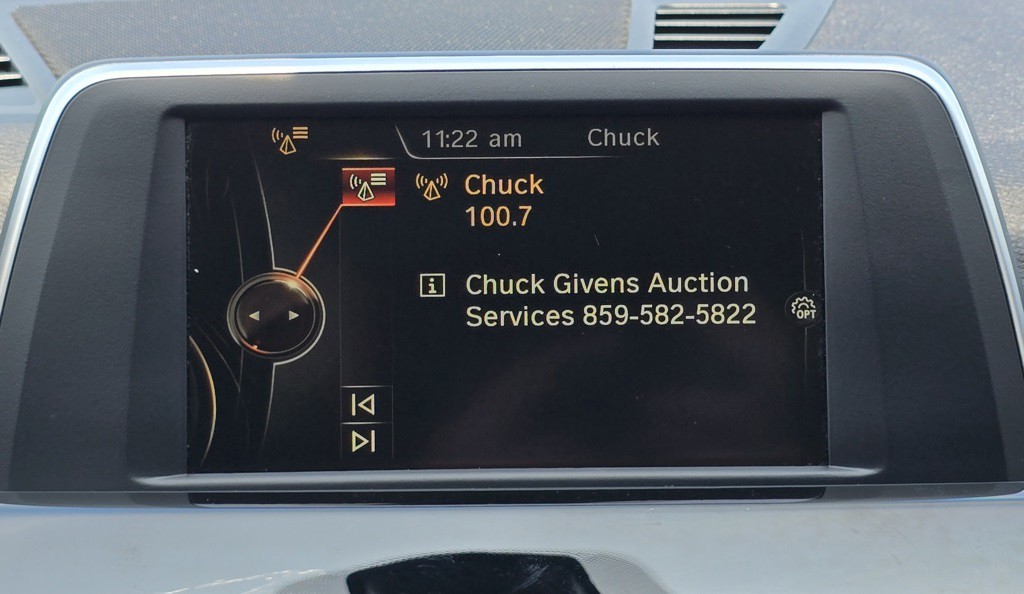 11:22 am Chuck
Chuck
100.7
Chuck Givens Auction
Services 859-582-5822
OPT